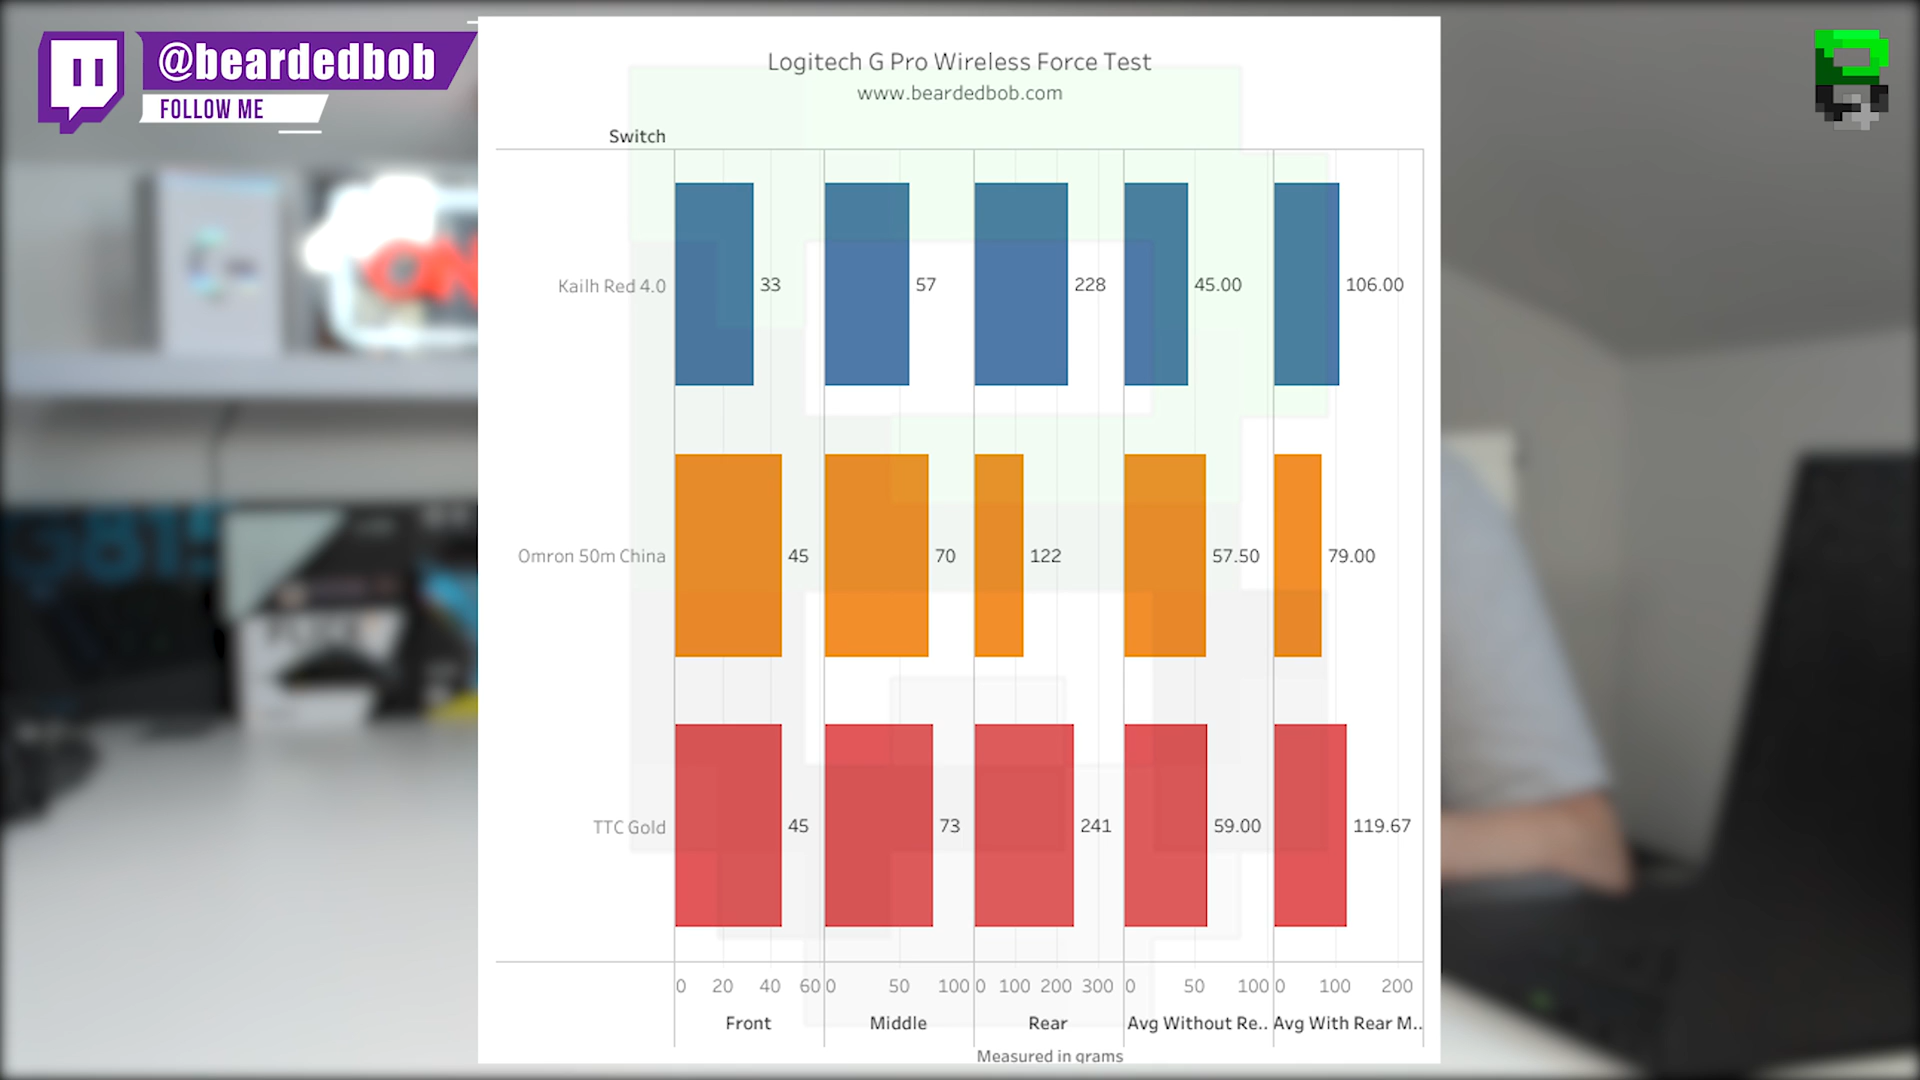 @beardedbob
FOLLOW ME
Logitech G Pro Wireless Force Test
www.beardedbob.com
Switch
Kailh Red 4.0 33 57 228 45.00 106.00
Omron 50m China 45 70 122 57.50 79.00
TTC Gold 45 73 241 59.00 119.67
0 20 40 60 0 50 100 0 100 200 300 0 50 100 0 100 200
Front Middle Rear Avg Without Re.. Avg With Rear M..
Measured in grams
ON
G815